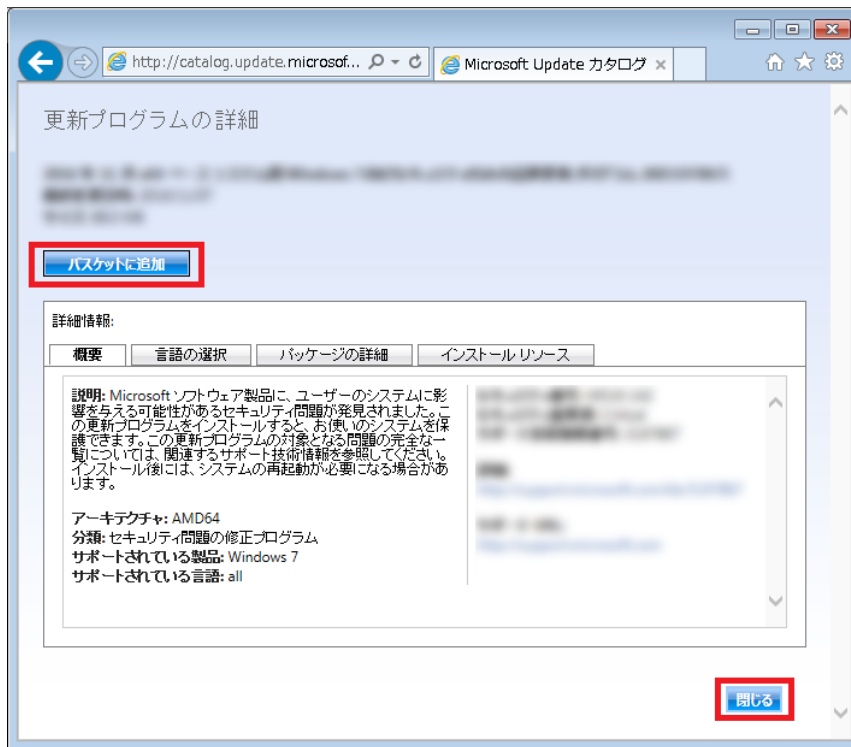 http://catalog.update.microsof...
Microsoft Update カタログ
更新プログラムの詳細
バスケットに追加
詳細情報:
概要
言語の選択
パッケージの詳細
インストール リソース
説明: Microsoft ソフトウェア製品に、ユーザーのシステムに影
響を与える可能性があるセキュリティ問題が発見されました。こ
の更新プログラムをインストールすると、お使いのシステムを保
護できます。この更新プログラムの対象となる問題の完全な一
覧については、関連するサポート技術情報を参照してください。
インストール後には、システムの再起動が必要になる場合があ
ります。
アーキテクチャ: AMD64
分類: セキュリティ問題の修正プログラム
サポートされている製品: Windows 7
サポートされている言語: all
閉じる